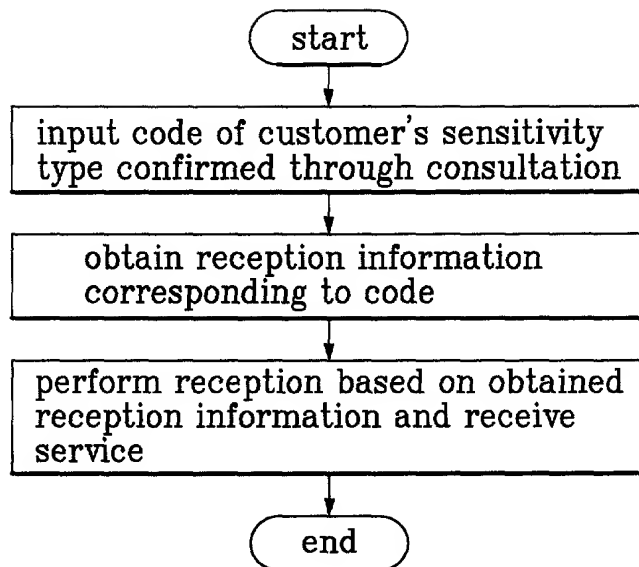 start
input code of customer's sensitivity
type confirmed through consultation
obtain reception information
corresponding to code
perform reception based on obtained
reception information and receive
service
end